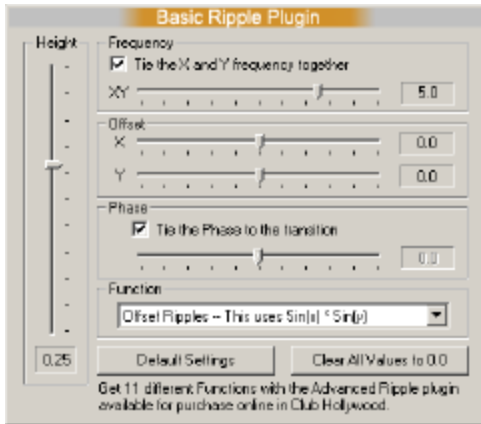 Basic Ripple Plugin
Height
Frequency
Tie the X and Y frequency together
XY
5.0
Offset
X
0.0
Y
0.0
Phase
Tie the Phase to the transition
0.0
Function
Offset Ripples -- This uses Sin(x) * Sin(y)
0.25
Default Settings
Clear All Values to 0.0
Get 11 different Functions with the Advanced Ripple plugin
available for purchase online in Club Hollywood.